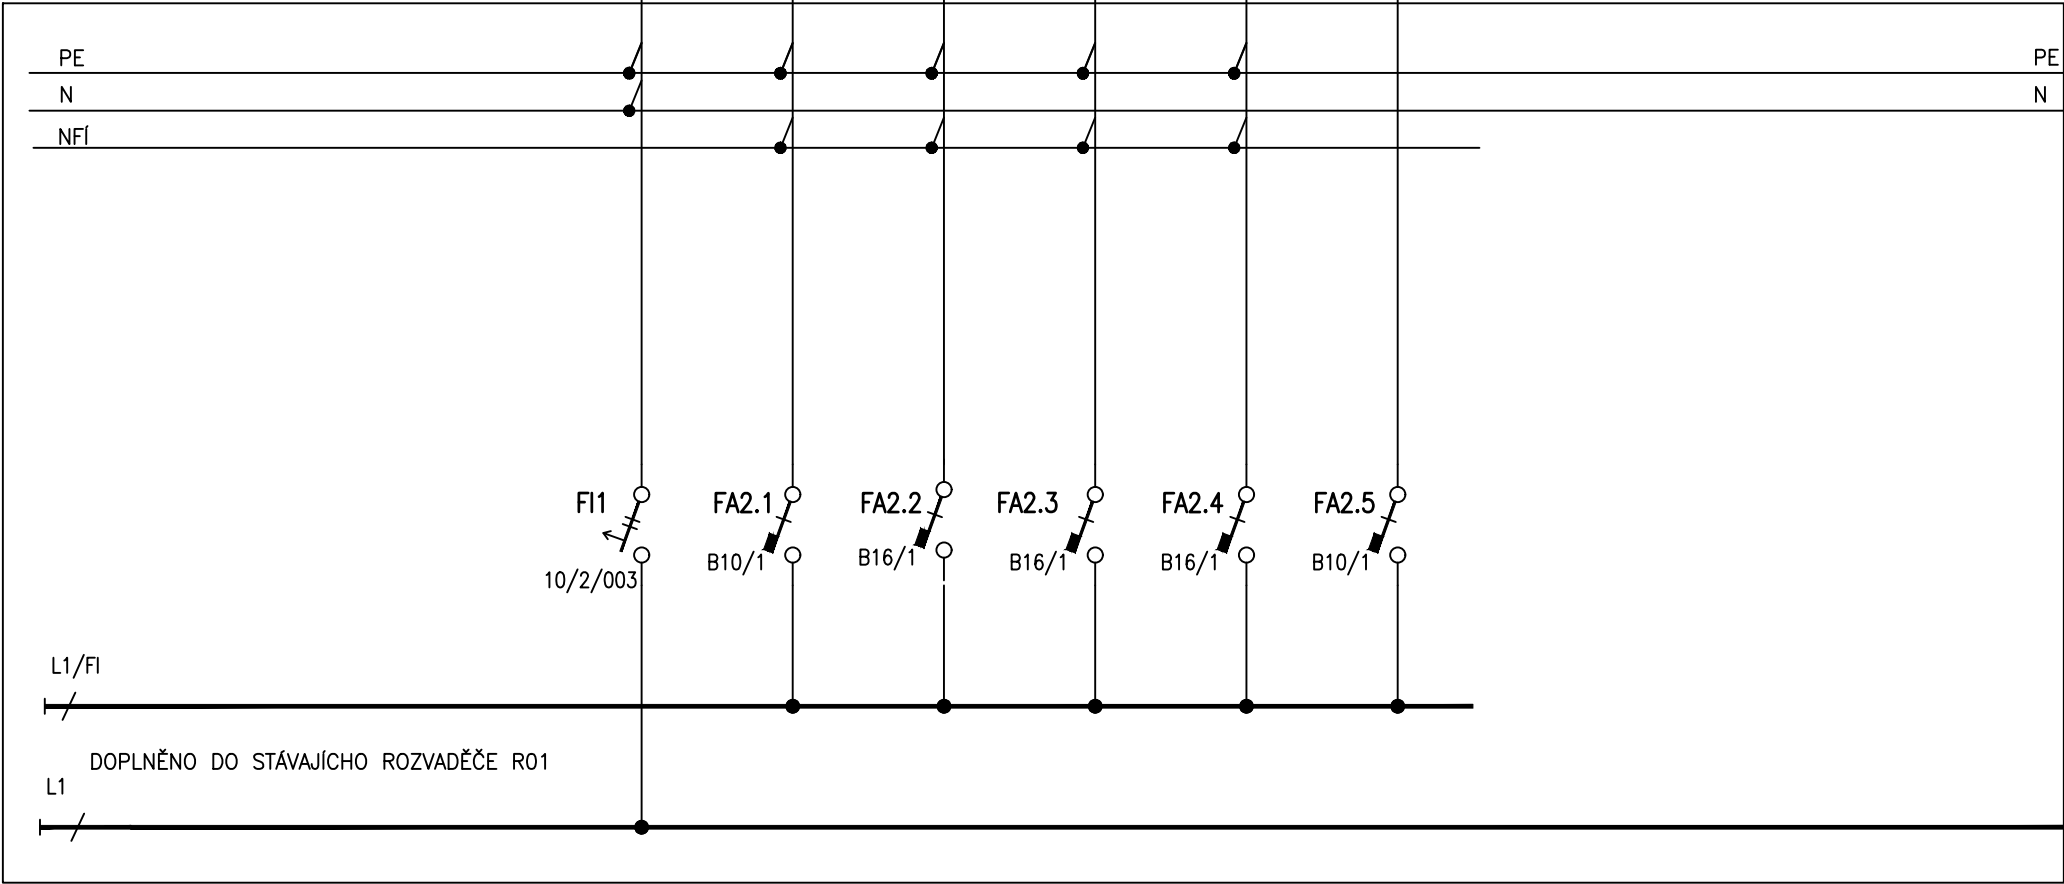 PE PE
N N
NFÍ
FI1 FA2.1 FA2.2 FA2.3 FA2.4 FA2.5
10/2/003 B10/1 B16/1 B16/1 B16/1 B10/1
L1/FI
DOPLNĚNO DO STÁVAJÍCHO ROZVADĚČE R01
L1